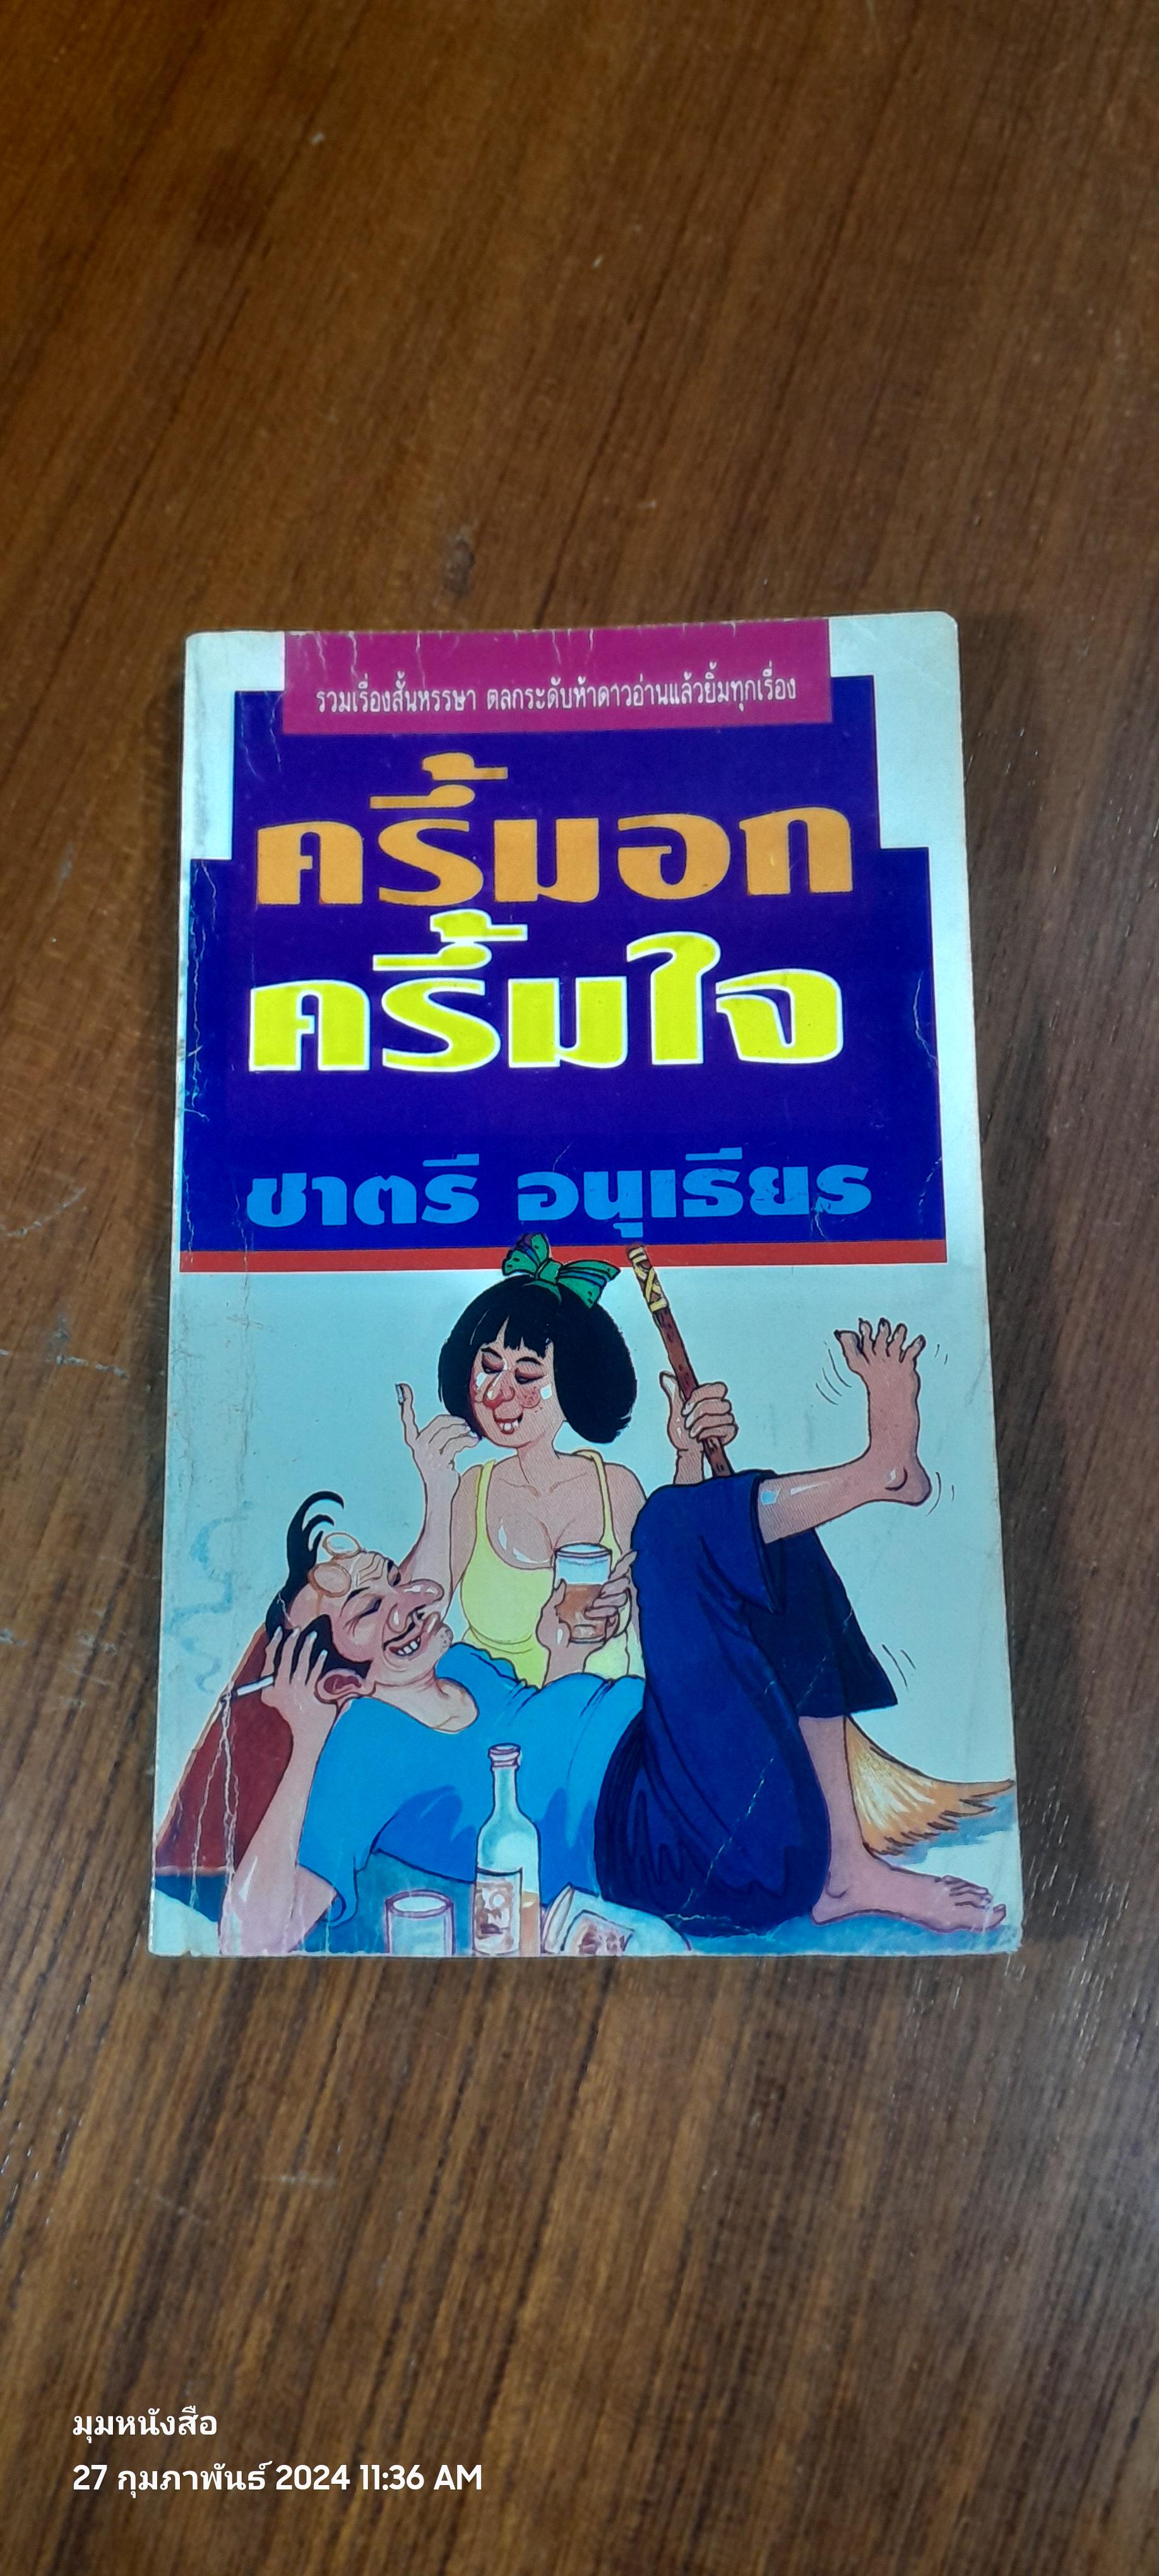 รวมเรื่องสั้นหรรษา ตลกระดับห้าดาวอ่านแล้วยิ้มทุกเรื่อง
ครึ้มอก
ครึ้มใจ
ชาตรี อนุเธียร
มุมหนังสือ
27 กุมภาพันธ์ 2024 11:36 AM